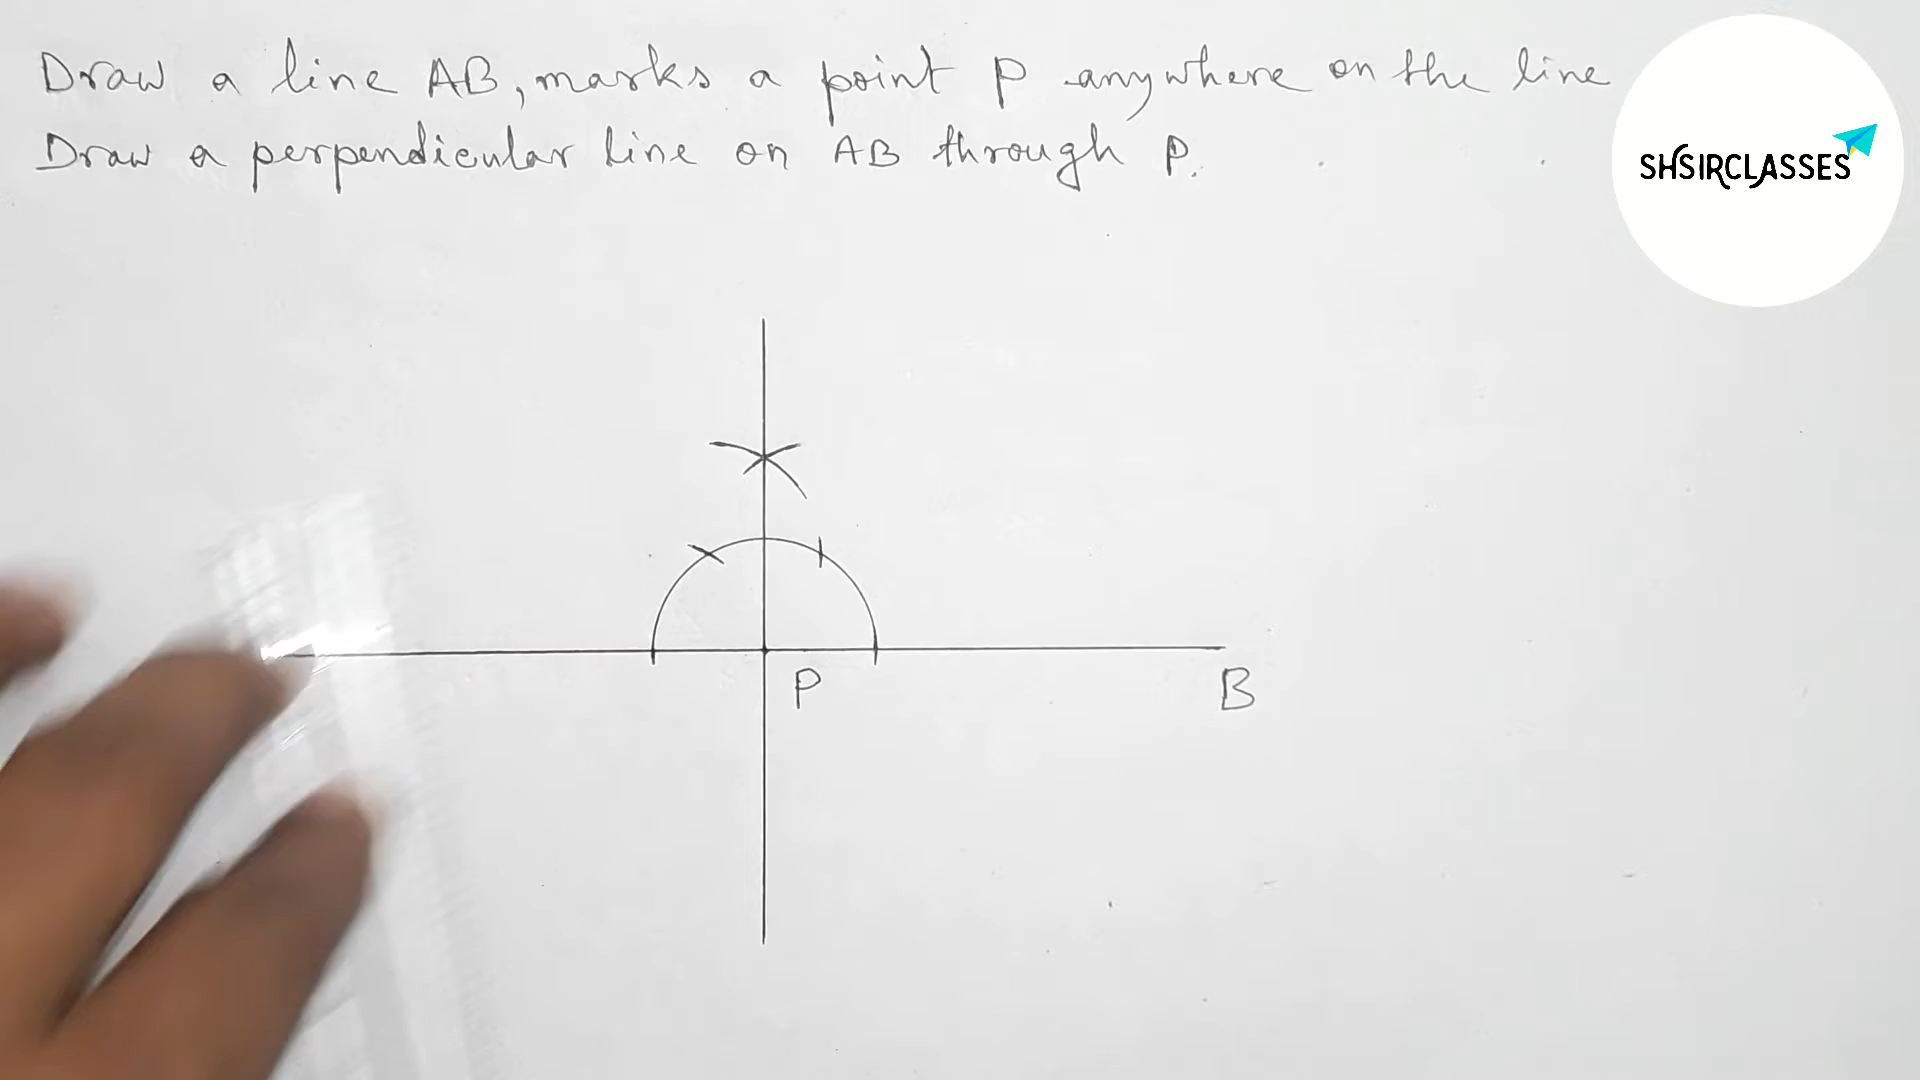 Draw a line AB, marks a point P anywhere on the line
Draw a perpendicular line on AB through P.
SHSIRCLASSES
P
B